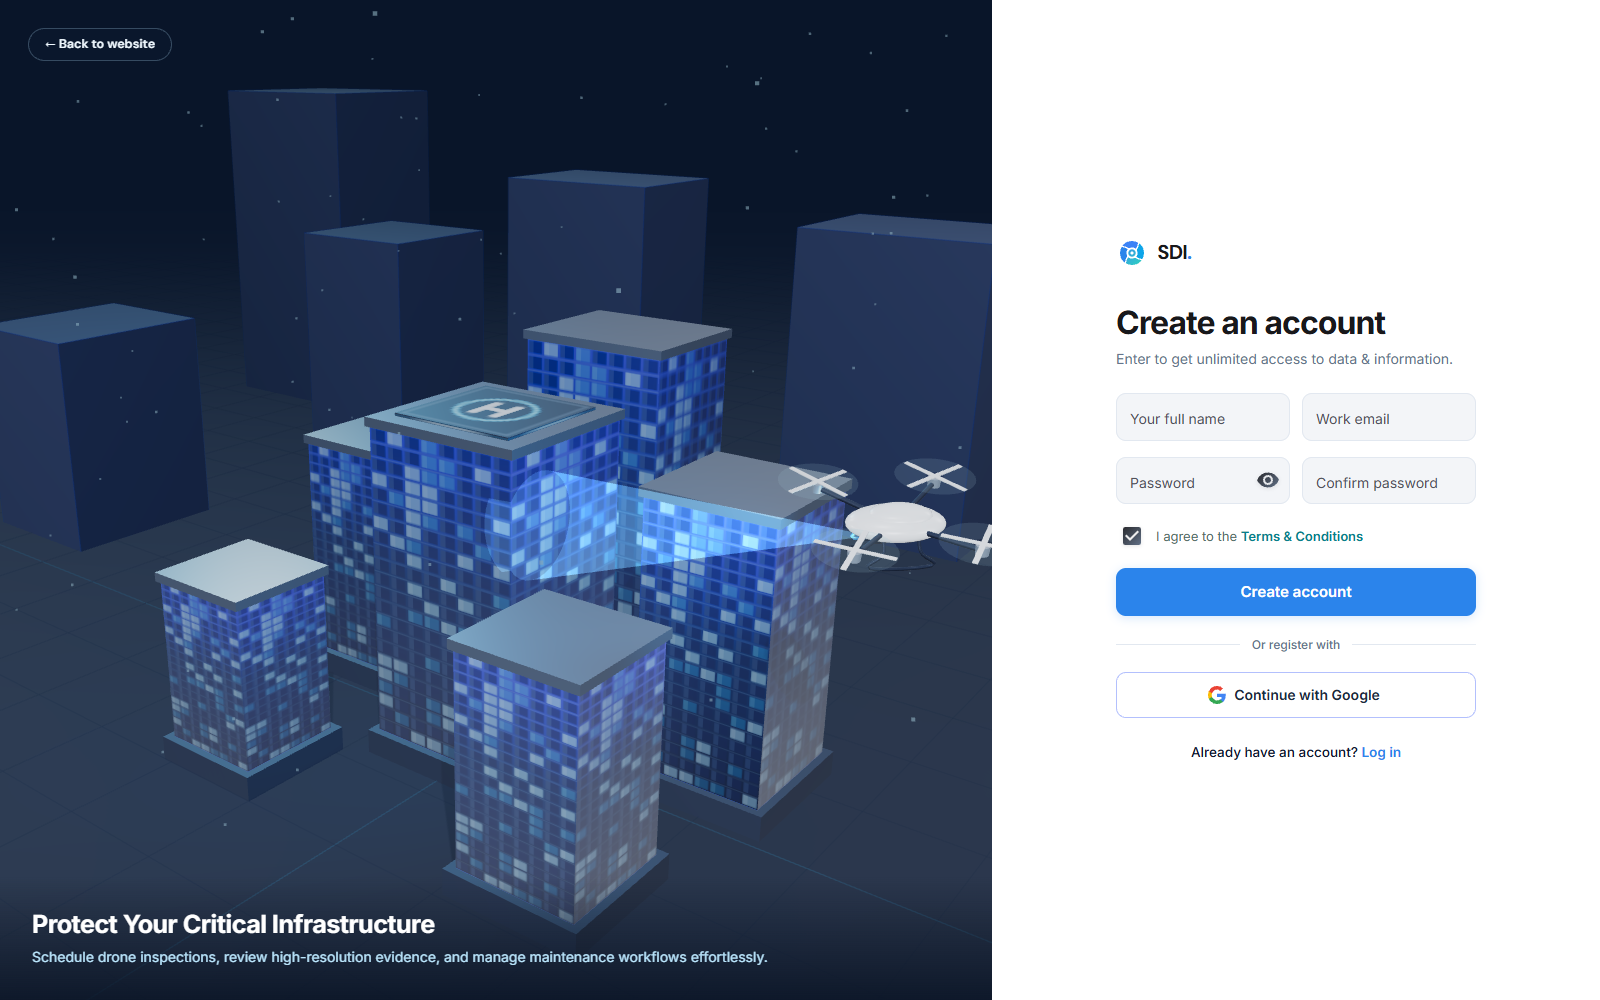 ← Back to website
H
Protect Your Critical Infrastructure
Schedule drone inspections, review high-resolution evidence, and manage maintenance workflows effortlessly.
SDI.
Create an account
Enter to get unlimited access to data & information.
Your full name
Work email
Password
Confirm password
I agree to the Terms & Conditions
Create account
Or register with
Continue with Google
Already have an account? Log in